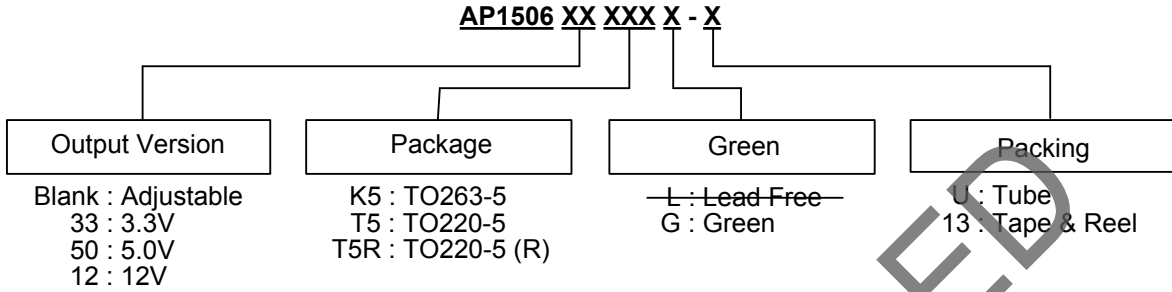 AP1506 XX XXX X - X
Output Version
Blank : Adjustable
33 : 3.3V
50 : 5.0V
12 : 12V
Package
K5 : TO263-5
T5 : TO220-5
T5R : TO220-5 (R)
Green
L : Lead Free
G : Green
Packing
U : Tube
13 : Tape & Reel
ED